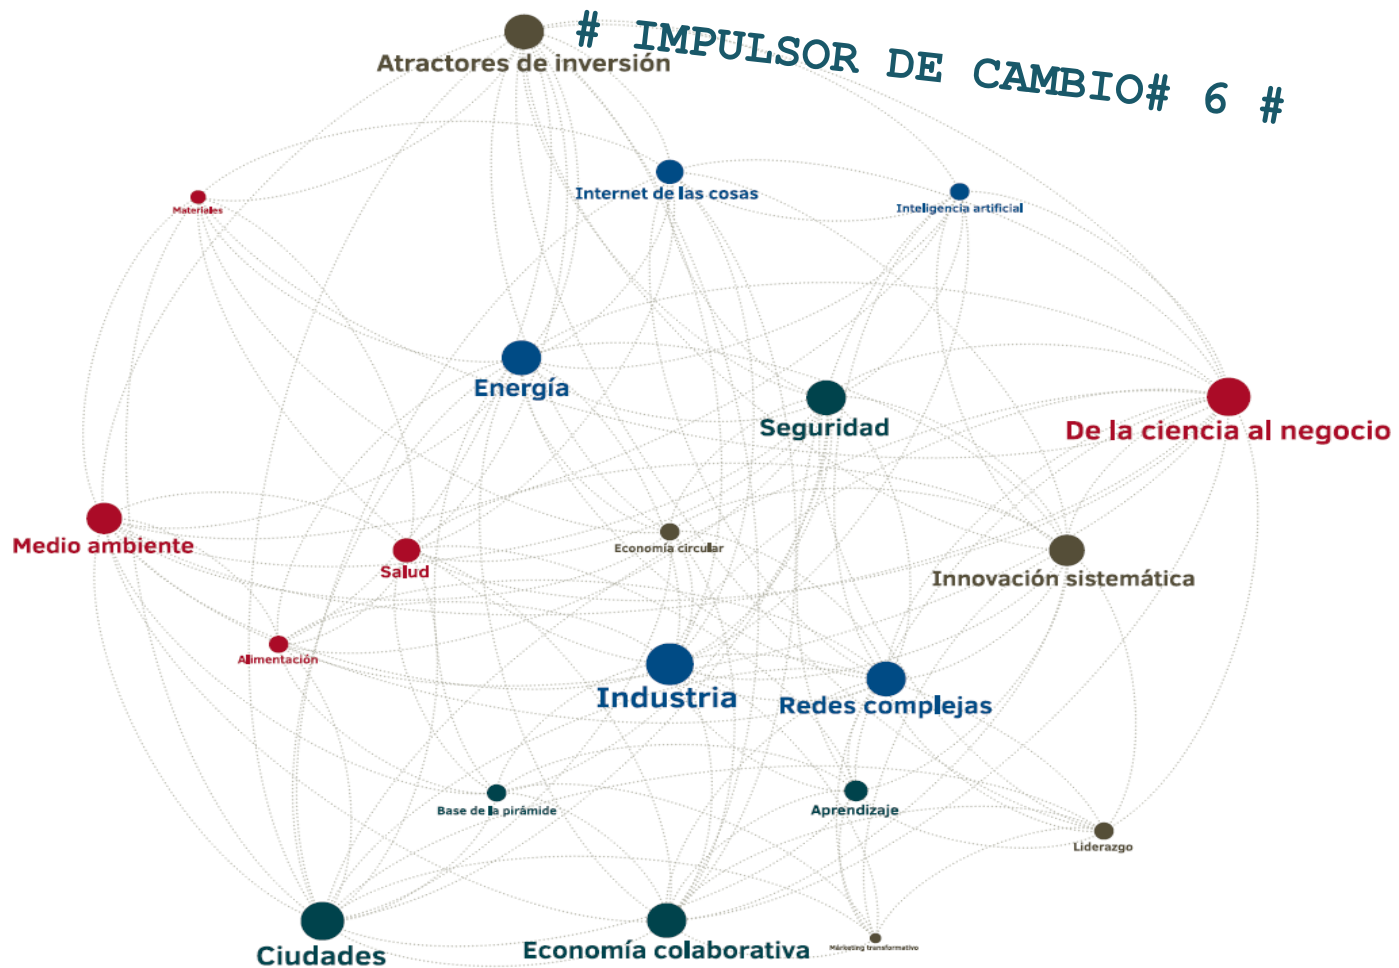 # IMPULSOR DE CAMBIO# 6 #
Atractores de inversión
Internet de las cosas
Inteligencia artificial
Materiales
Energía
Seguridad
De la ciencia al negocio
Medio ambiente
Salud
Economía circular
Innovación sistemática
Alimentación
Industria
Redes complejas
Base de la pirámide
Aprendizaje
Liderazgo
Ciudades
Economía colaborativa
Márketing transformativo